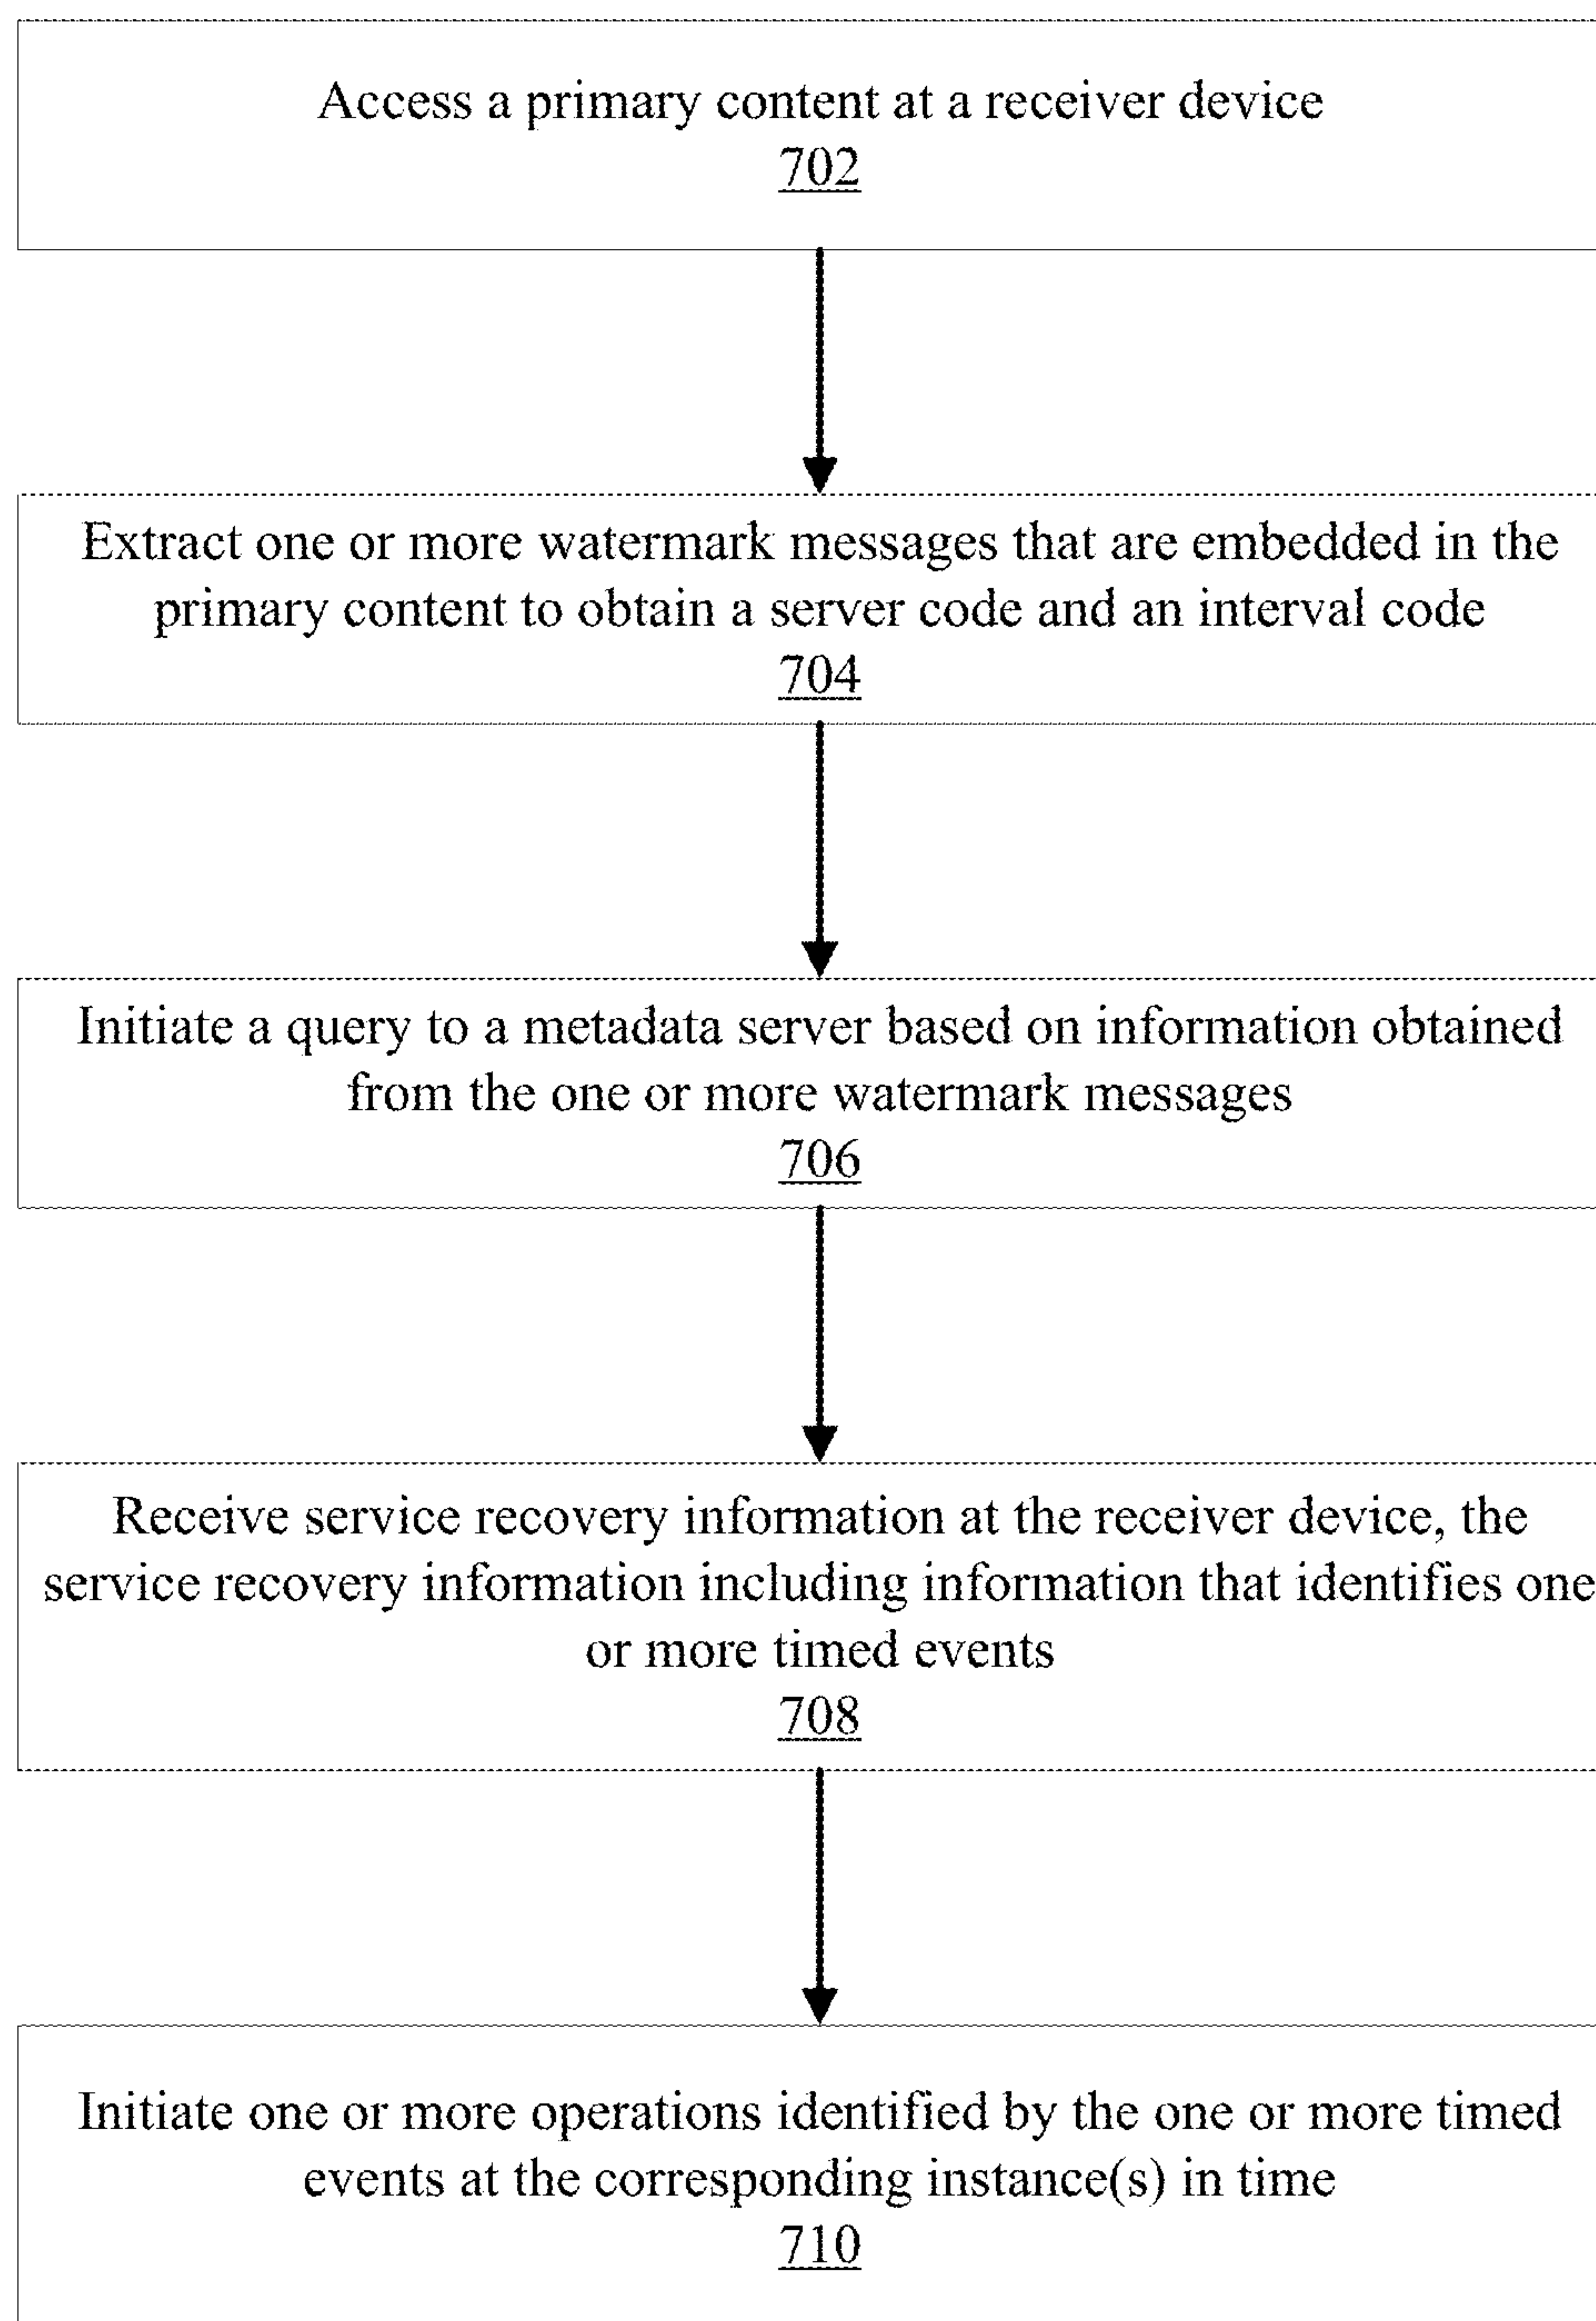 Access a primary content at a receiver device
702
Extract one or more watermark messages that are embedded in the
primary content to obtain a server code and an interval code
704
Initiate a query to a metadata server based on information obtained
from the one or more watermark messages
706
Receive service recovery information at the receiver device, the
service recovery information including information that identifies one
or more timed events
708
Initiate one or more operations identified by the one or more timed
events at the corresponding instance(s) in time
710